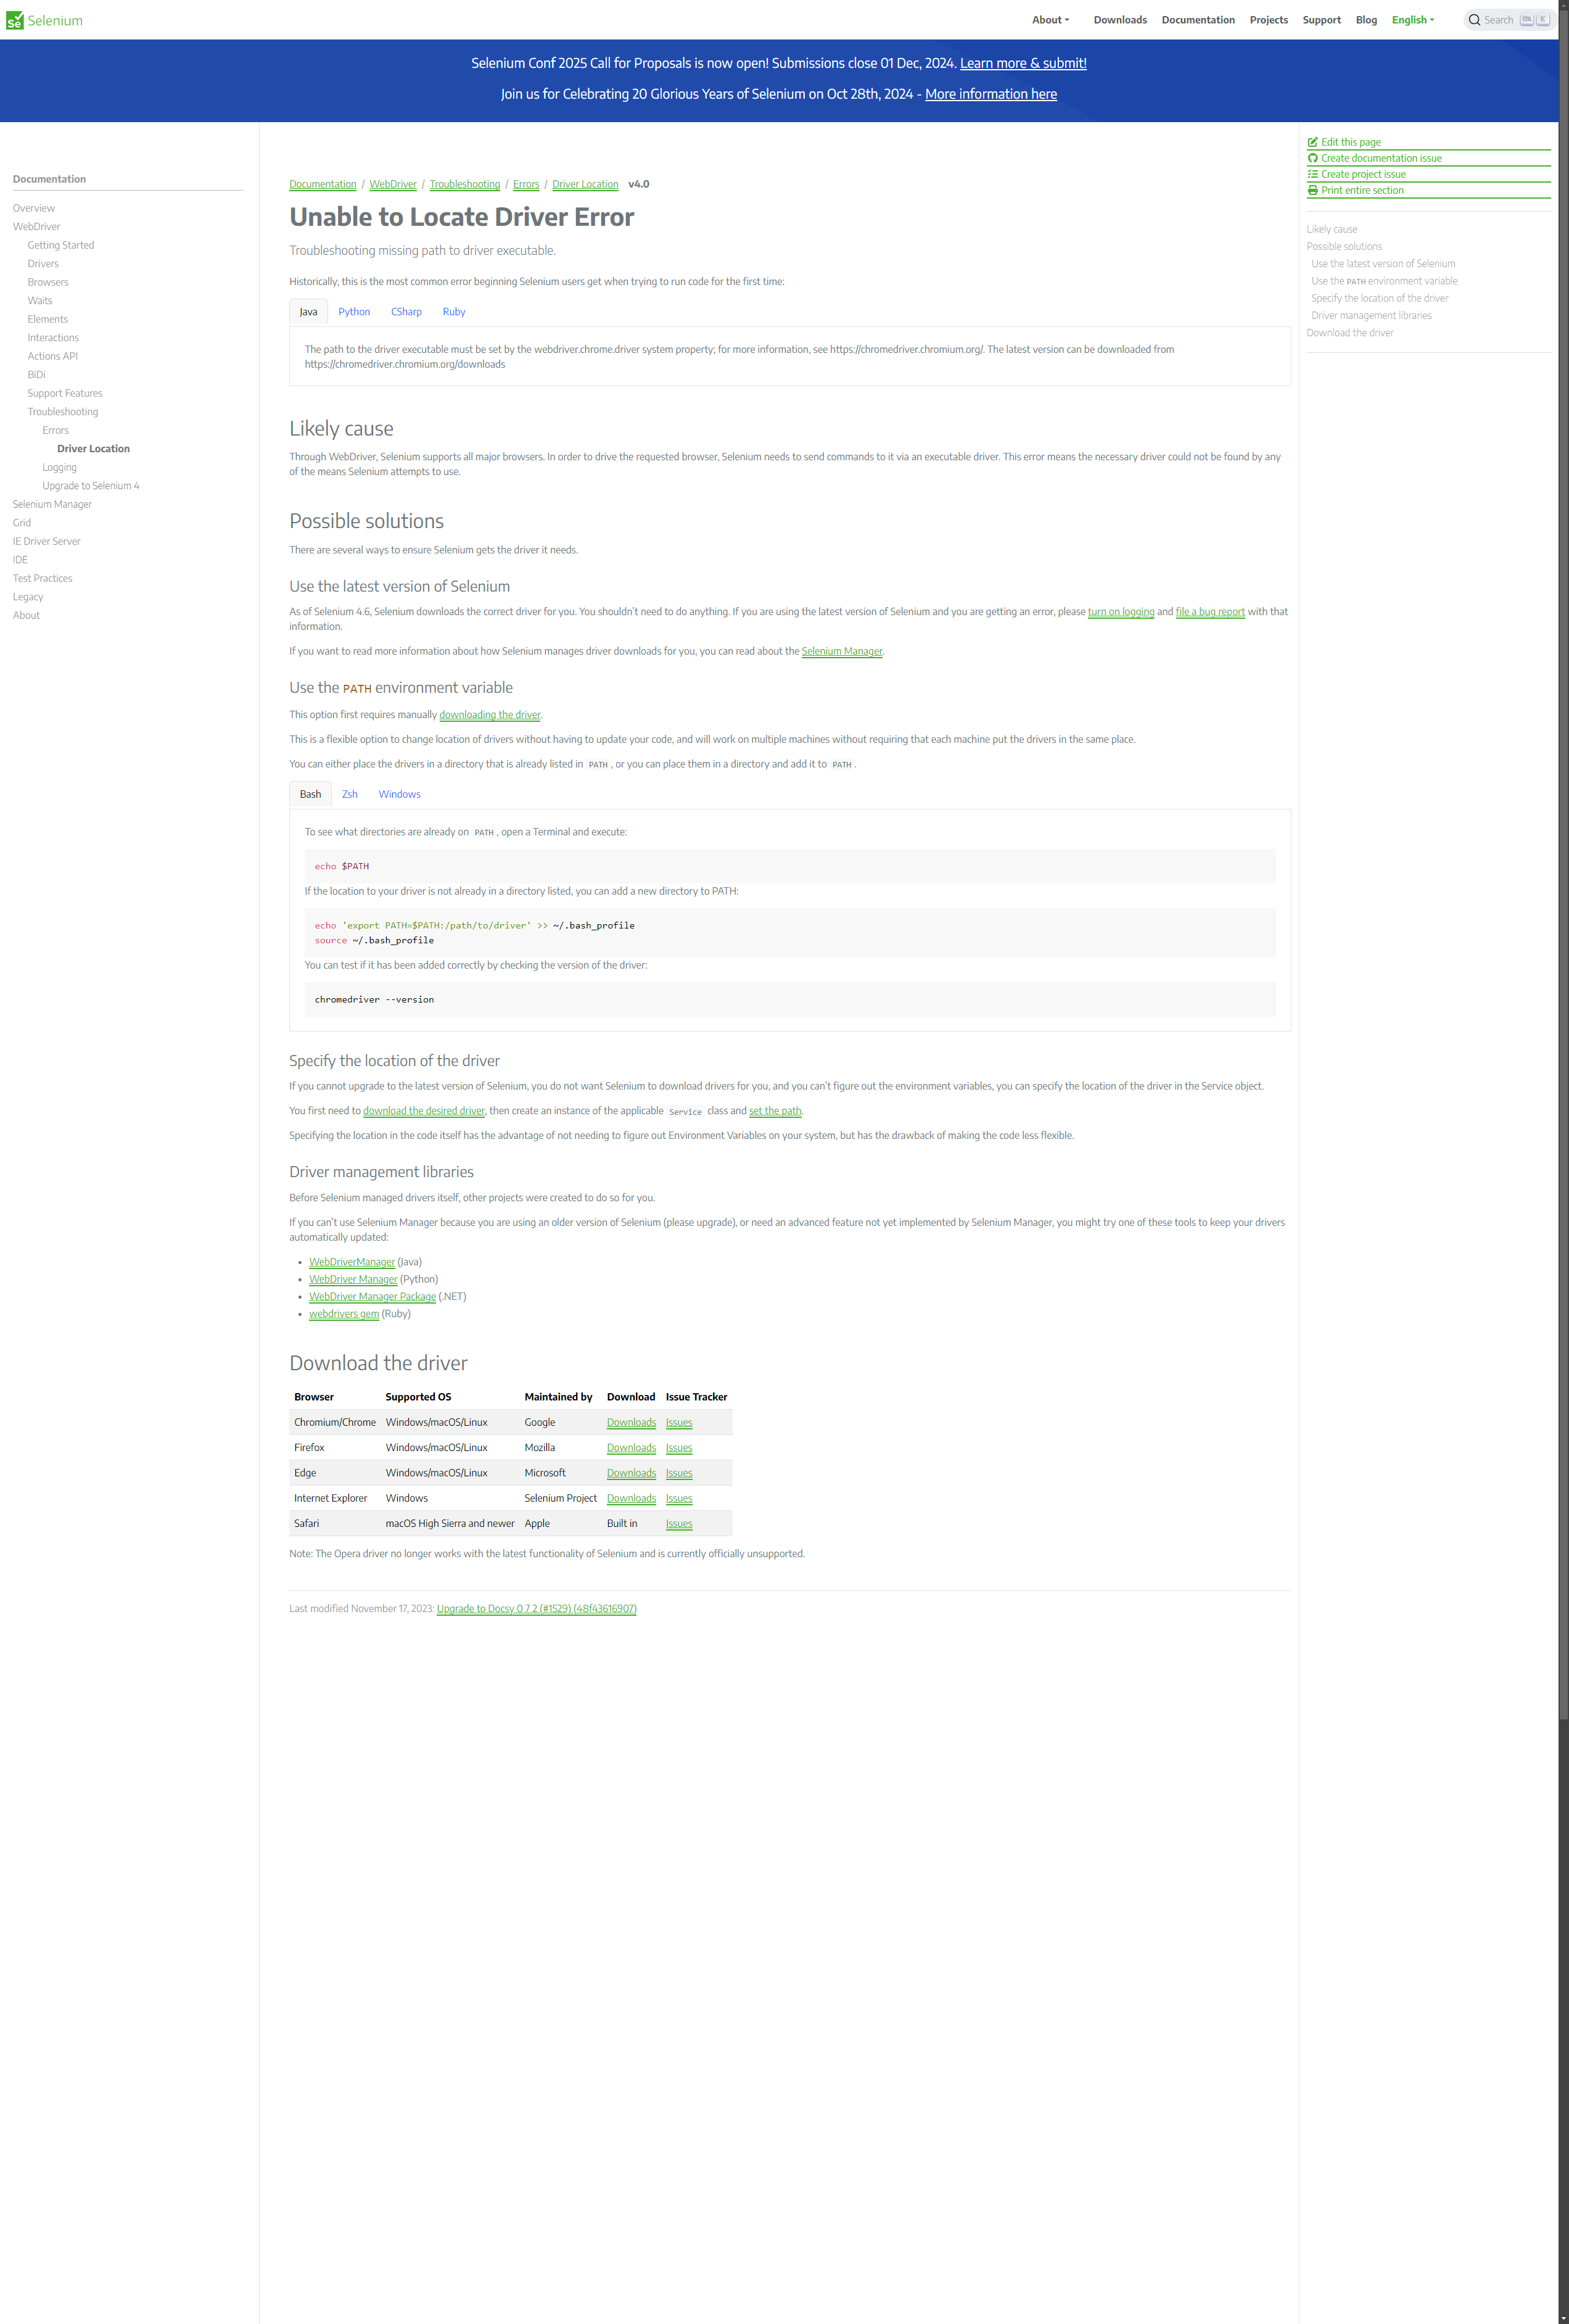 Selenium
About
Downloads
Documentation
Projects
Support
Blog
English
Search
Selenium Conf 2025 Call for Proposals is now open! Submissions close 01 Dec, 2024. Learn more & submit!
Join us for Celebrating 20 Glorious Years of Selenium on Oct 28th, 2024 - More information here
Documentation
Overview
WebDriver
Getting Started
Drivers
Browsers
Waits
Elements
Interactions
Actions API
BiDi
Support Features
Troubleshooting
Errors
Driver Location
Logging
Upgrade to Selenium 4
Selenium Manager
Grid
IE Driver Server
IDE
Test Practices
Legacy
About
Documentation / WebDriver / Troubleshooting / Errors / Driver Location v4.0
Unable to Locate Driver Error
Troubleshooting missing path to driver executable.
Historically, this is the most common error beginning Selenium users get when trying to run code for the first time:
Java Python CSharp Ruby
The path to the driver executable must be set by the webdriver.chrome.driver system property; for more information, see https://chromedriver.chromium.org/. The latest version can be downloaded from
https://chromedriver.chromium.org/downloads
Likely cause
Through WebDriver, Selenium supports all major browsers. In order to drive the requested browser, Selenium needs to send commands to it via an executable driver. This error means the necessary driver could not be found by any
of the means Selenium attempts to use.
Possible solutions
There are several ways to ensure Selenium gets the driver it needs.
Use the latest version of Selenium
As of Selenium 4.6, Selenium downloads the correct driver for you. You shouldn't need to do anything. If you are using the latest version of Selenium and you are getting an error, please turn on logging and file a bug report with that
information.
If you want to read more information about how Selenium manages driver downloads for you, you can read about the Selenium Manager.
Use the PATH environment variable
This option first requires manually downloading the driver.
This is a flexible option to change location of drivers without having to update your code, and will work on multiple machines without requiring that each machine put the drivers in the same place.
You can either place the drivers in a directory that is already listed in PATH, or you can place them in a directory and add it to PATH.
Bash Zsh Windows
To see what directories are already on PATH, open a Terminal and execute:
echo $PATH
If the location to your driver is not already in a directory listed, you can add a new directory to PATH:
echo 'export PATH=$PATH:/path/to/driver' >> ~/.bash_profile
source ~/.bash_profile
You can test if it has been added correctly by checking the version of the driver:
chromedriver --version
Specify the location of the driver
If you cannot upgrade to the latest version of Selenium, you do not want Selenium to download drivers for you, and you can't figure out the environment variables, you can specify the location of the driver in the Service object.
You first need to download the desired driver, then create an instance of the applicable Service class and set the path.
Specifying the location in the code itself has the advantage of not needing to figure out Environment Variables on your system, but has the drawback of making the code less flexible.
Driver management libraries
Before Selenium managed drivers itself, other projects were created to do so for you.
If you can't use Selenium Manager because you are using an older version of Selenium (please upgrade), or need an advanced feature not yet implemented by Selenium Manager, you might try one of these tools to keep your drivers
automatically updated:
• WebDriverManager (Java)
• WebDriver Manager (Python)
• WebDriver Manager Package (.NET)
• webdrivers gem (Ruby)
Download the driver
Browser Supported OS Maintained by Download Issue Tracker
Chromium/Chrome Windows/macOS/Linux Google Downloads Issues
Firefox Windows/macOS/Linux Mozilla Downloads Issues
Edge Windows/macOS/Linux Microsoft Downloads Issues
Internet Explorer Windows Selenium Project Downloads Issues
Safari macOS High Sierra and newer Apple Built in Issues
Note: The Opera driver no longer works with the latest functionality of Selenium and is currently officially unsupported.
Last modified November 17, 2023: Upgrade to Docsy 0 7 2 (#1529) (48f43616907)
Edit this page
Create documentation issue
Create project issue
Print entire section
Likely cause
Possible solutions
Use the latest version of Selenium
Use the PATH environment variable
Specify the location of the driver
Driver management libraries
Download the driver